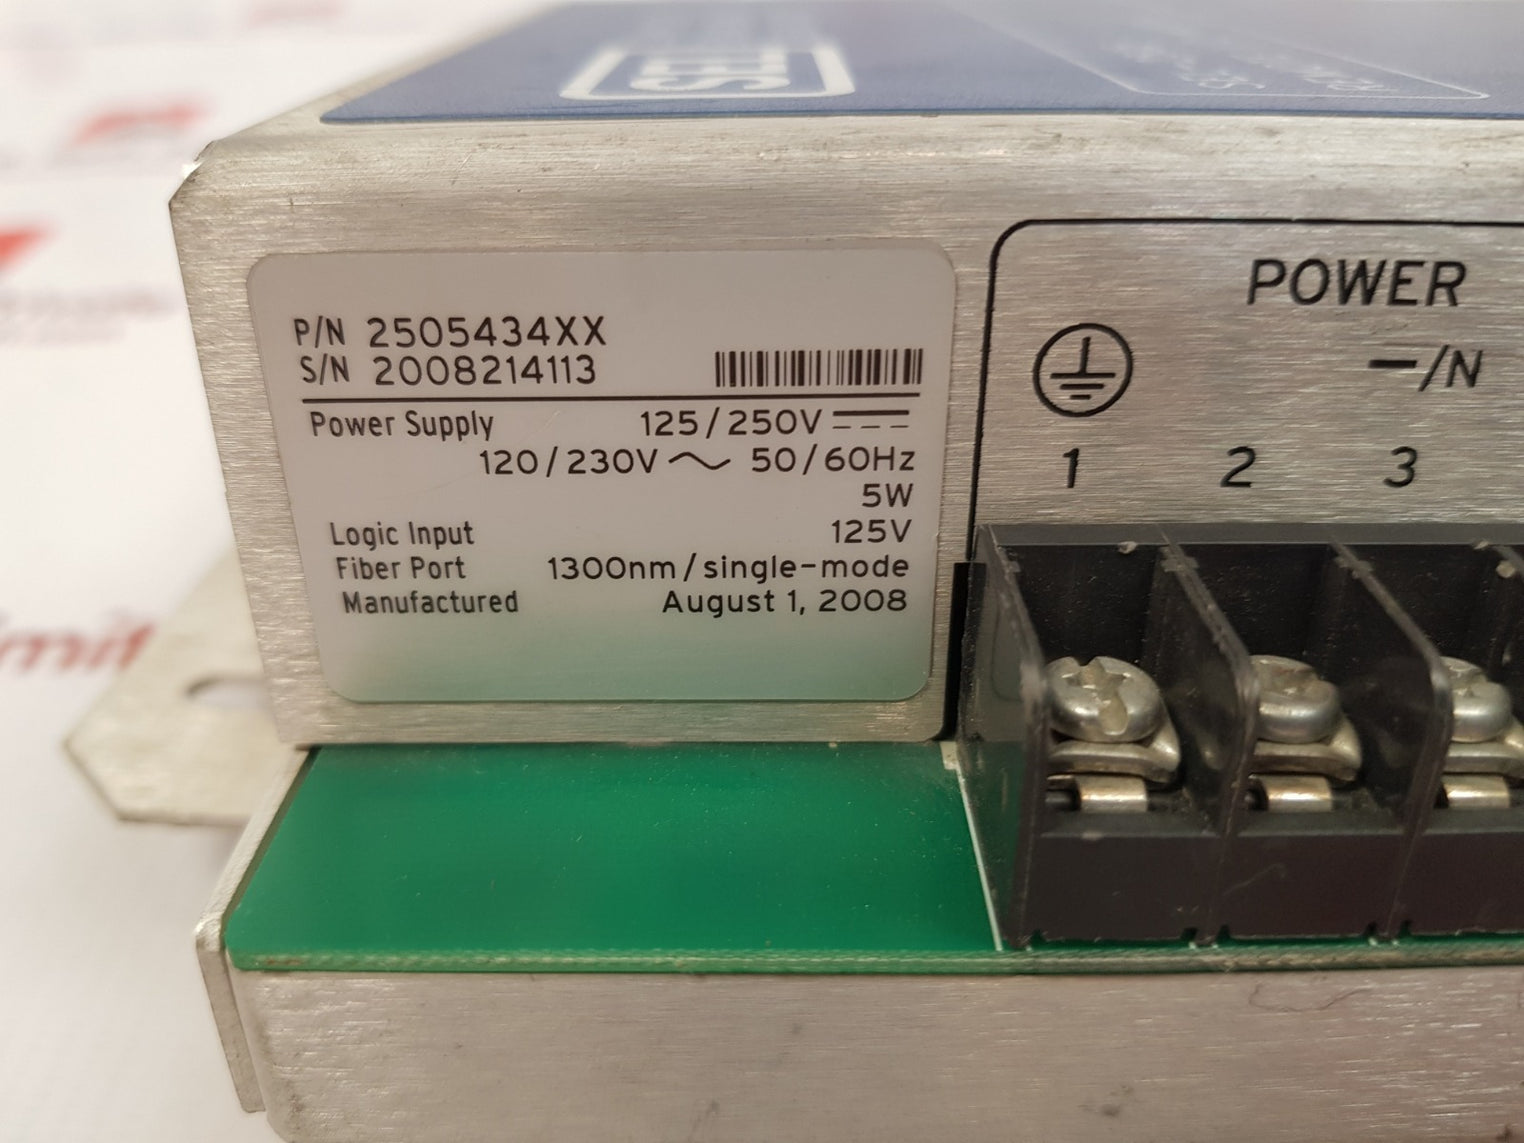 SEL
P/N 2505434XX
S/N 2008214113
Power Supply 125/250V
120/230V 50/60Hz
5W
Logic Input 125V
Fiber Port 1300nm/single-mode
Manufactured August 1, 2008
POWER
–/N
1 2 3